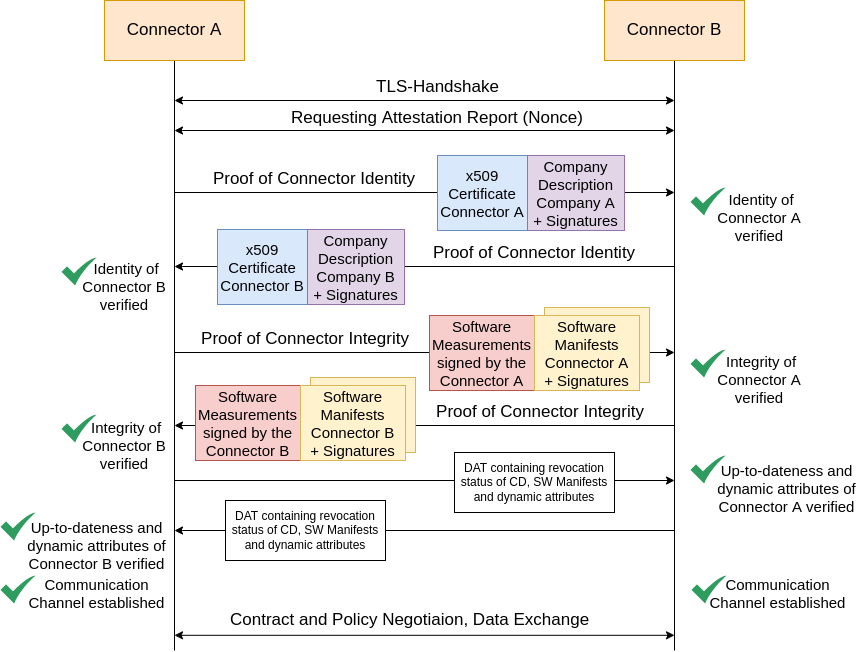 Connector A
Connector B
TLS-Handshake
Requesting Attestation Report (Nonce)
Proof of Connector Identity
x509
Certificate
Connector A
Company
Description
Company A
+ Signatures
Identity of
Connector A
verified
Proof of Connector Identity
x509
Certificate
Connector B
Company
Description
Company B
+ Signatures
Identity of
Connector B
verified
Proof of Connector Integrity
Software
Measurements
signed by the
Connector A
Software
Manifests
Connector A
+ Signatures
Integrity of
Connector A
verified
Proof of Connector Integrity
Software
Measurements
signed by the
Connector B
Software
Manifests
Connector B
+ Signatures
Integrity of
Connector B
verified
DAT containing revocation
status of CD, SW Manifests
and dynamic attributes
Up-to-dateness and
dynamic attributes of
Connector A verified
DAT containing revocation
status of CD, SW Manifests
and dynamic attributes
Up-to-dateness and
dynamic attributes of
Connector B verified
Communication
Channel established
Communication
Channel established
Contract and Policy Negotiaion, Data Exchange